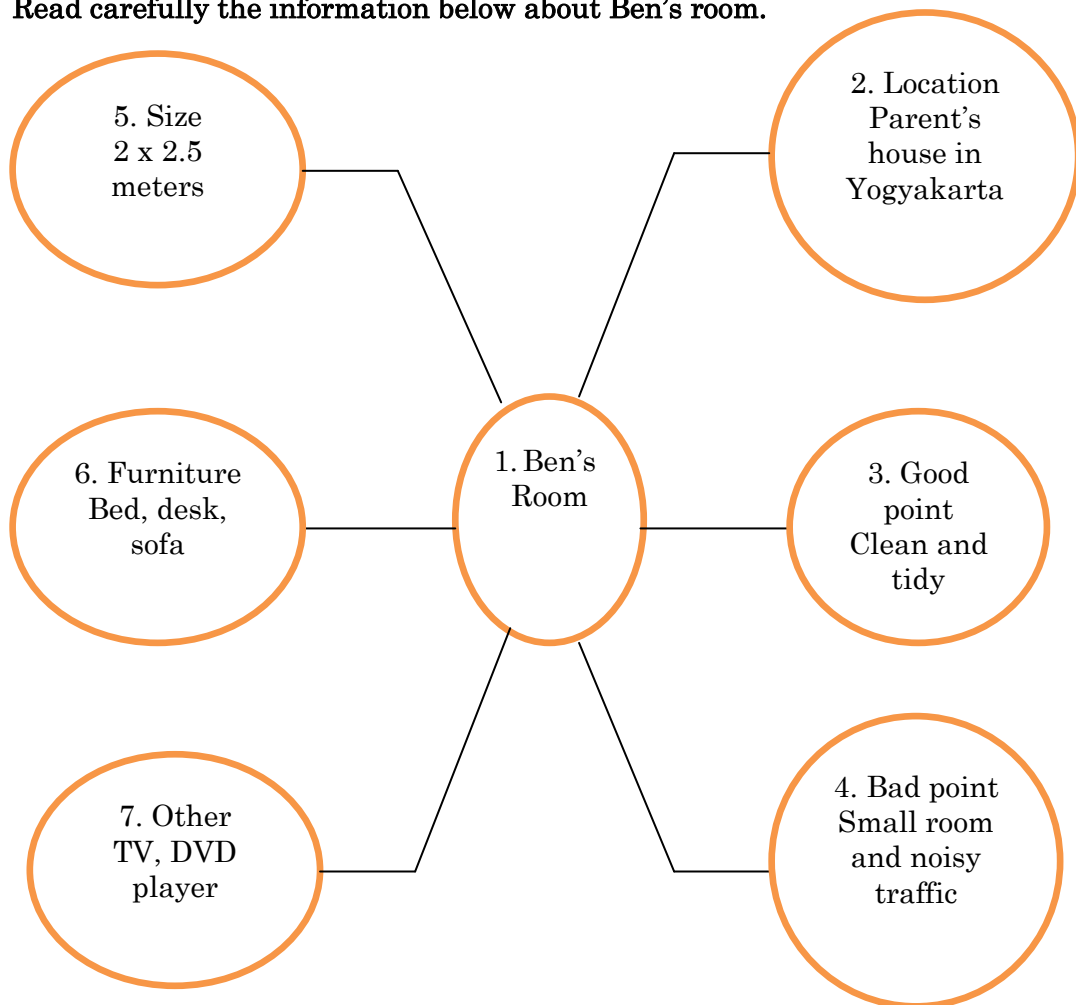 Read carefully the information below about Ben's room.
5. Size
2 x 2.5
meters
2. Location
Parent's
house in
Yogyakarta
6. Furniture
Bed, desk,
sofa
1. Ben's
Room
3. Good
point
Clean and
tidy
7. Other
TV, DVD
player
4. Bad point
Small room
and noisy
traffic